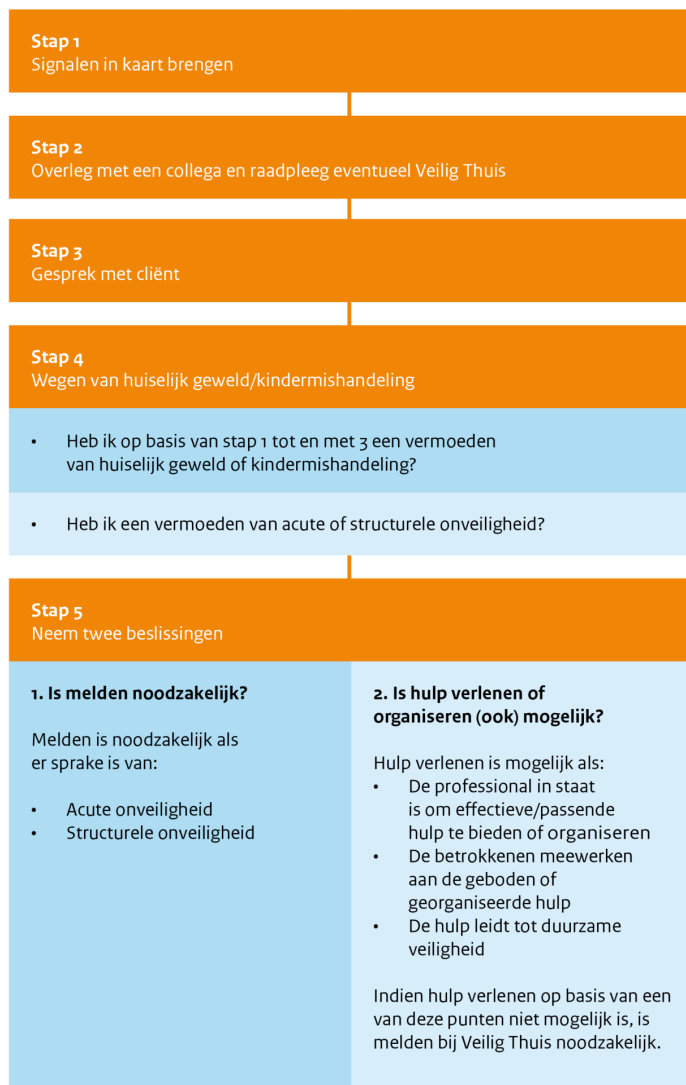 Stap 1
Signalen in kaart brengen
Stap 2
Overleg met een collega en raadpleeg eventueel Veilig Thuis
Stap 3
Gesprek met cliënt
Stap 4
Wegen van huiselijk geweld/kindermishandeling
• Heb ik op basis van stap 1 tot en met 3 een vermoeden
van huiselijk geweld of kindermishandeling?
• Heb ik een vermoeden van acute of structurele onveiligheid?
Stap 5
Neem twee beslissingen
1. Is melden noodzakelijk?
Melden is noodzakelijk als
er sprake is van:
• Acute onveiligheid
• Structurele onveiligheid
2. Is hulp verlenen of
organiseren (ook) mogelijk?
Hulp verlenen is mogelijk als:
• De professional in staat
is om effectieve/passende
hulp te bieden of organiseren
• De betrokkenen meewerken
aan de geboden of
georganiseerde hulp
• De hulp leidt tot duurzame
veiligheid
Indien hulp verlenen op basis van een
van deze punten niet mogelijk is, is
melden bij Veilig Thuis noodzakelijk.